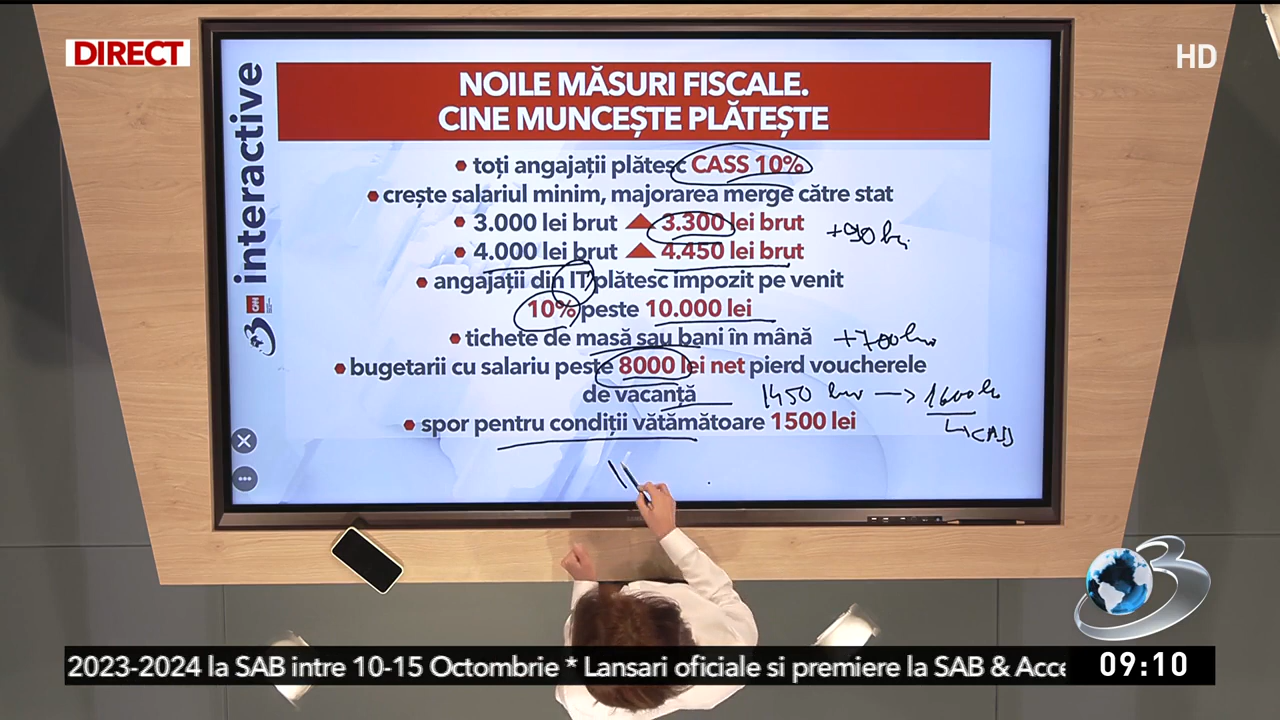 DIRECT
HD
interactive
NOILE MĂSURI FISCALE.
CINE MUNCEȘTE PLĂTEȘTE
toți angajații plătesc CASS 10%
crește salariul minim, majorarea merge către stat
3.000 lei brut 3.300 lei brut
+90 lei
4.000 lei brut 4.450 lei brut
angajații din IT plătesc impozit pe venit
10% peste 10.000 lei
tichete de masă sau bani în mână
+700
bugetarii cu salariu peste 8000 lei net pierd voucherele
de vacanță
1450 → 1600
spor pentru condiții vătămătoare 1500 lei
3 CNN
3
2023-2024 la SAB intre 10-15 Octombrie * Lansari oficiale si premiere la SAB & Acce
09:10